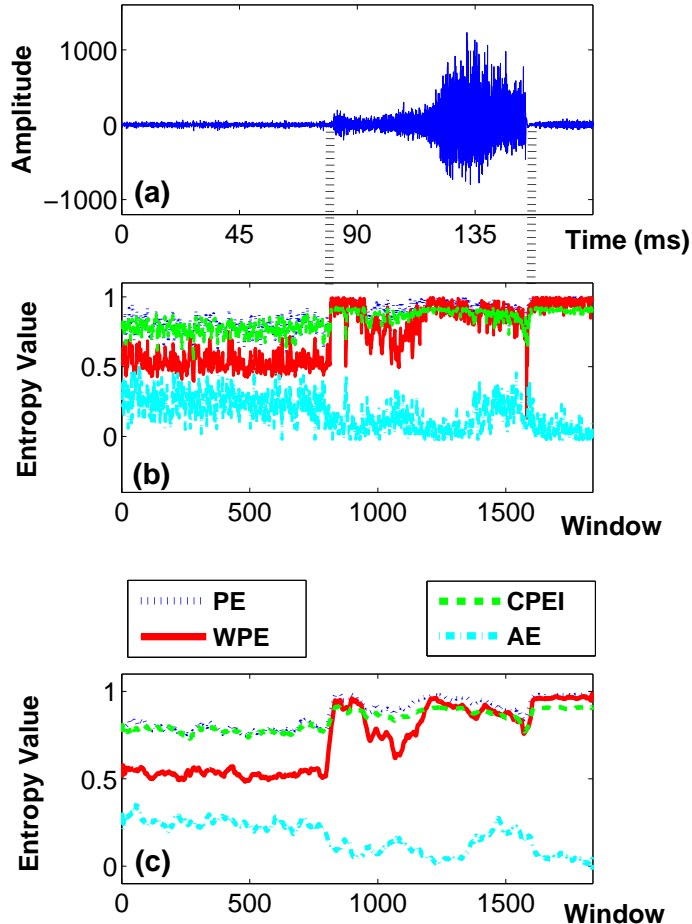 1000
0
−1000
Amplitude
(a)
0
45
90
135
Time (ms)
1
0.5
0
Entropy Value
(b)
0
500
1000
1500
Window
PE
WPE
CPEI
AE
1
0.5
0
Entropy Value
(c)
0
500
1000
1500
Window